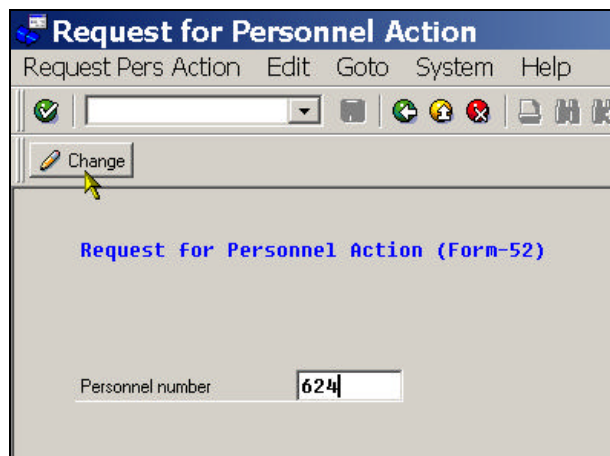 Request for Personnel Action
Request Pers Action Edit Goto System Help
Change
Request for Personnel Action (Form-52)
Personnel number 624